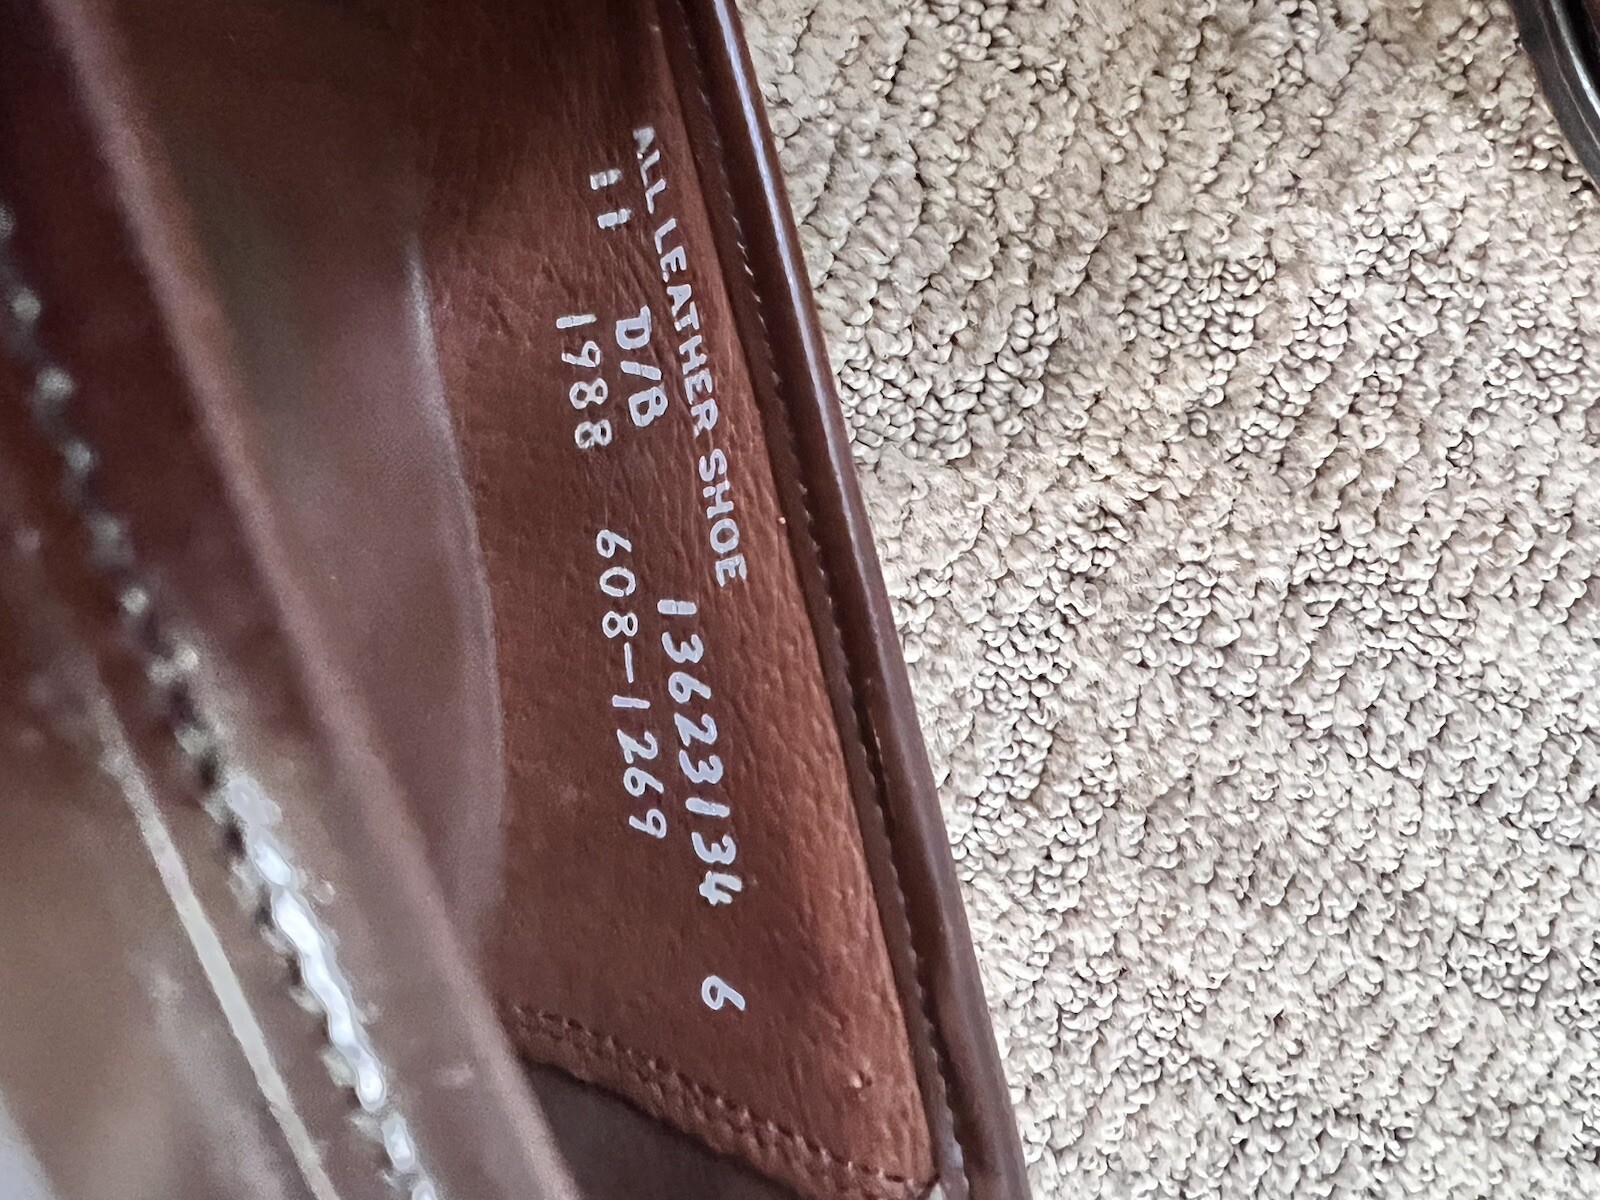 ALL LEATHER SHOE
11 D/B 13623134 6
1988 608-1269